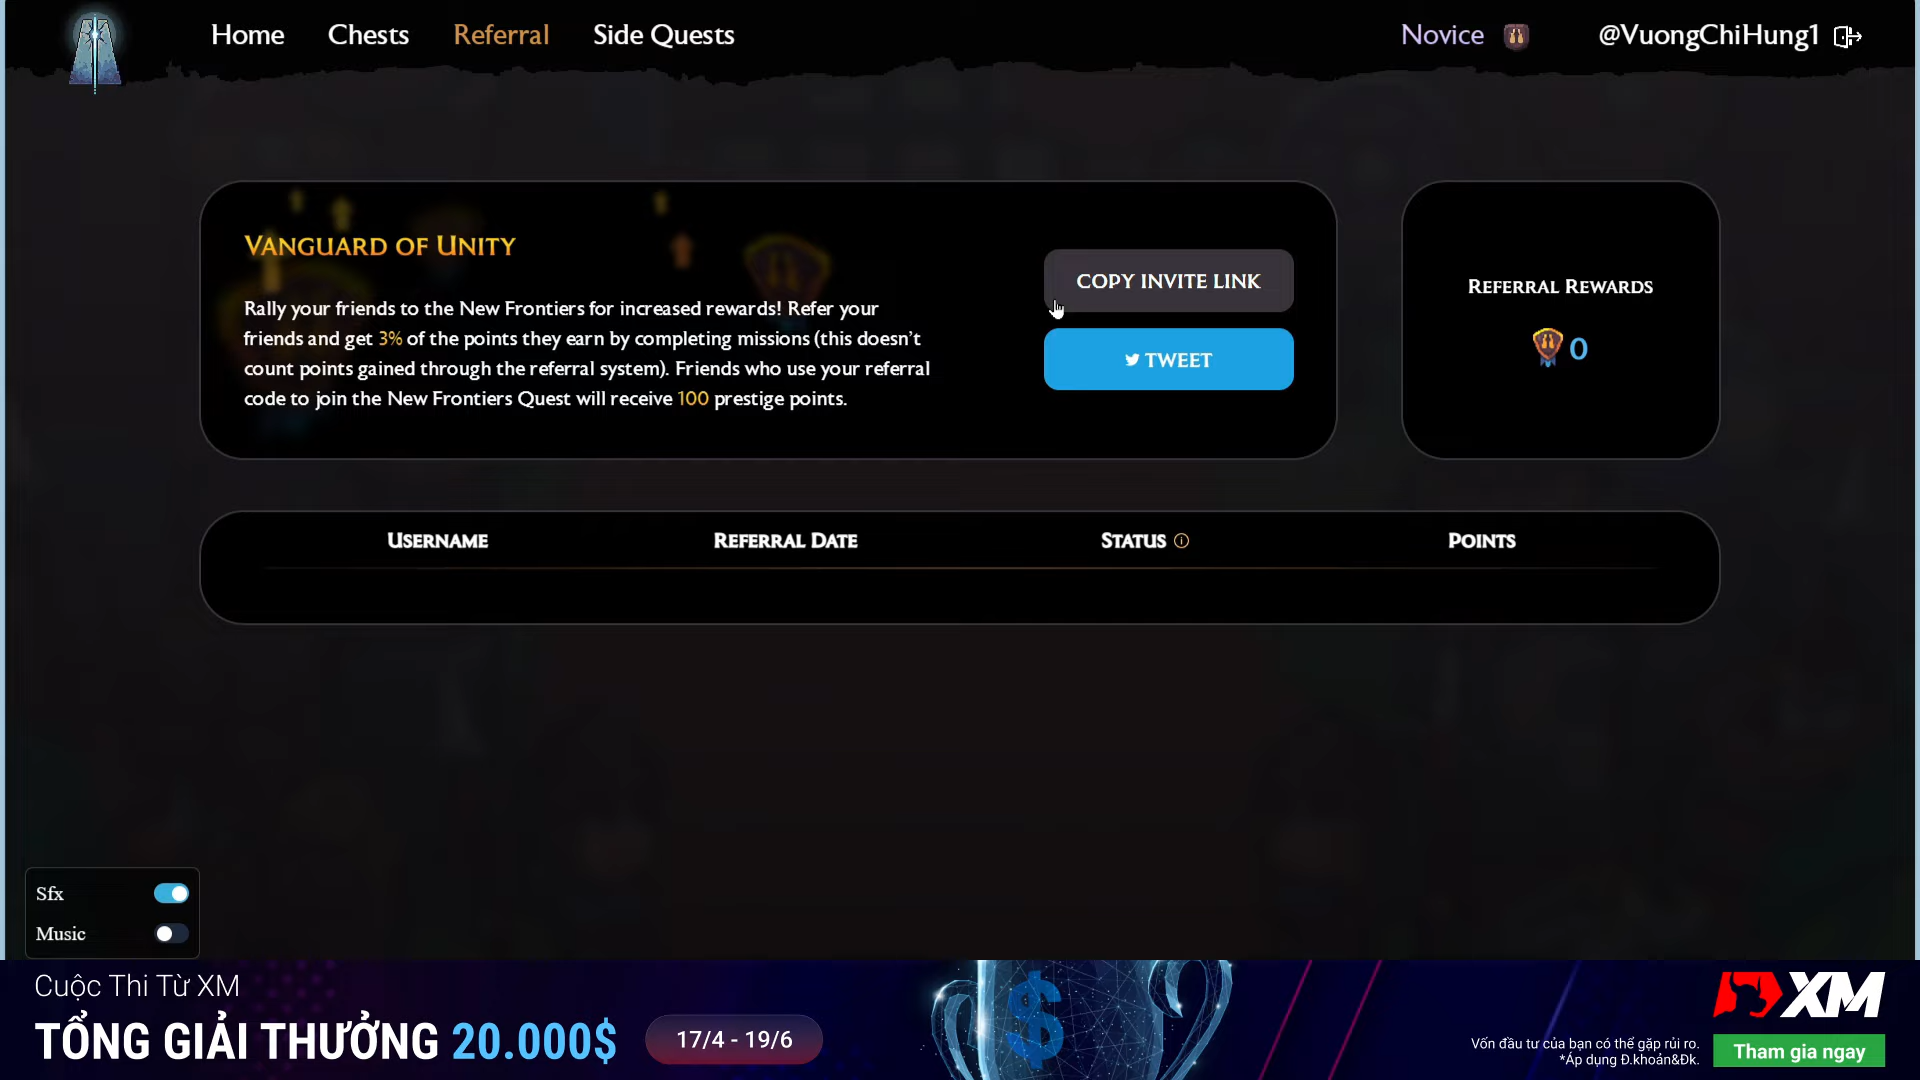 Home Chests Referral Side Quests Novice @VuongChiHung1
VANGUARD OF UNITY
Rally your friends to the New Frontiers for increased rewards! Refer your
friends and get 3% of the points they earn by completing missions (this doesn't
count points gained through the referral system). Friends who use your referral
code to join the New Frontiers Quest will receive 100 prestige points.
COPY INVITE LINK
TWEET
REFERRAL REWARDS
0
USERNAME REFERRAL DATE STATUS POINTS
Sfx
Music
Cuộc Thi Từ XM
TỔNG GIẢI THƯỞNG 20.000$
17/4 - 19/6
XM
Vốn đầu tư của bạn có thể gặp rủi ro.
*Áp dụng Đ.khoản&Đk.
Tham gia ngay